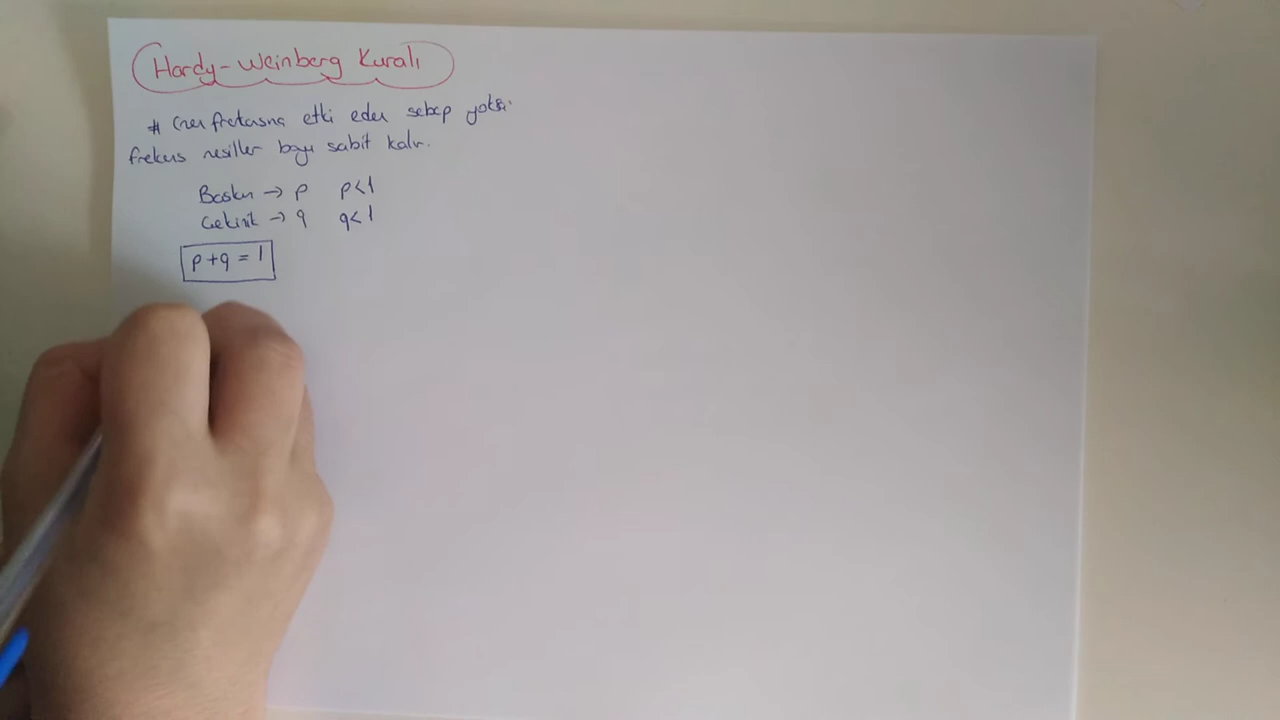 Hardy-Weinberg Kuralı
# Gen frekansına etki eden sebep yoksa
frekans nesiller boyu sabit kalır.
Baskın → p p<1
Çekinik → q q<1
p+q = 1